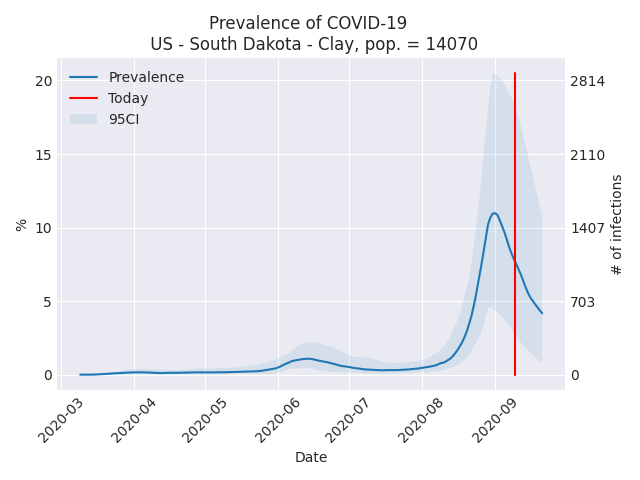 Prevalence of COVID-19
US - South Dakota - Clay, pop. = 14070
Prevalence
Today
95CI
20
15
10
5
0
%
2814
2110
1407
703
0
# of infections
2020-03
2020-04
2020-05
2020-06
2020-07
2020-08
2020-09
Date